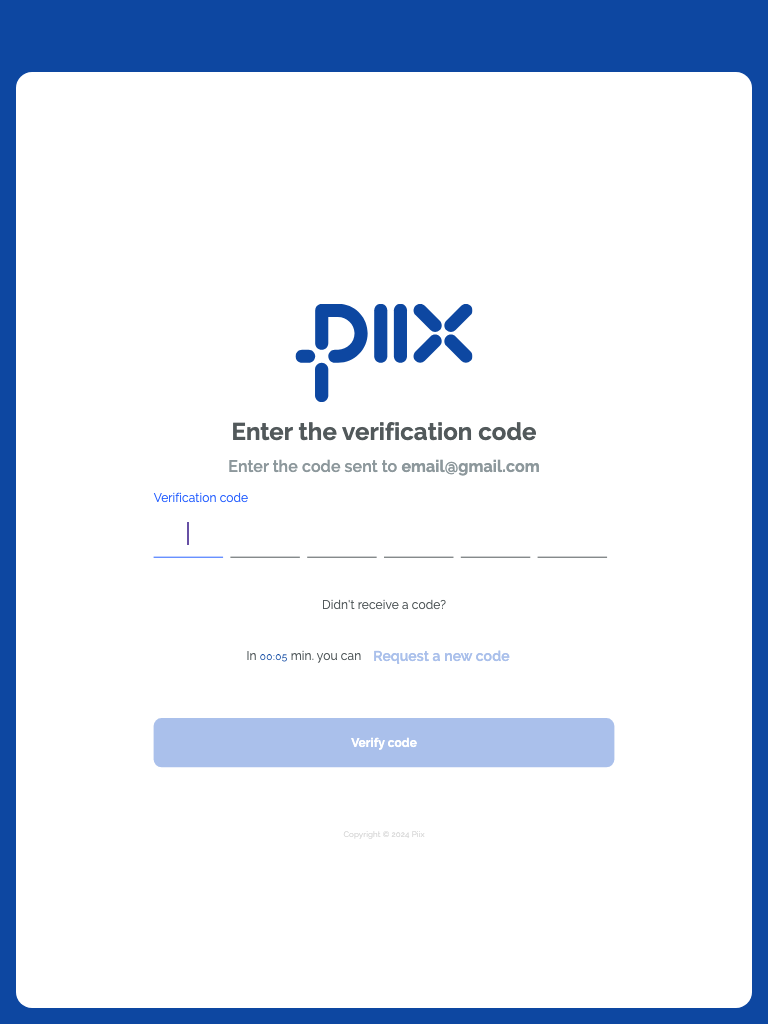 piix
Enter the verification code
Enter the code sent to email@gmail.com
Verification code
Didn't receive a code?
In 00:05 min. you can Request a new code
Verify code
Copyright © 2024 Piix